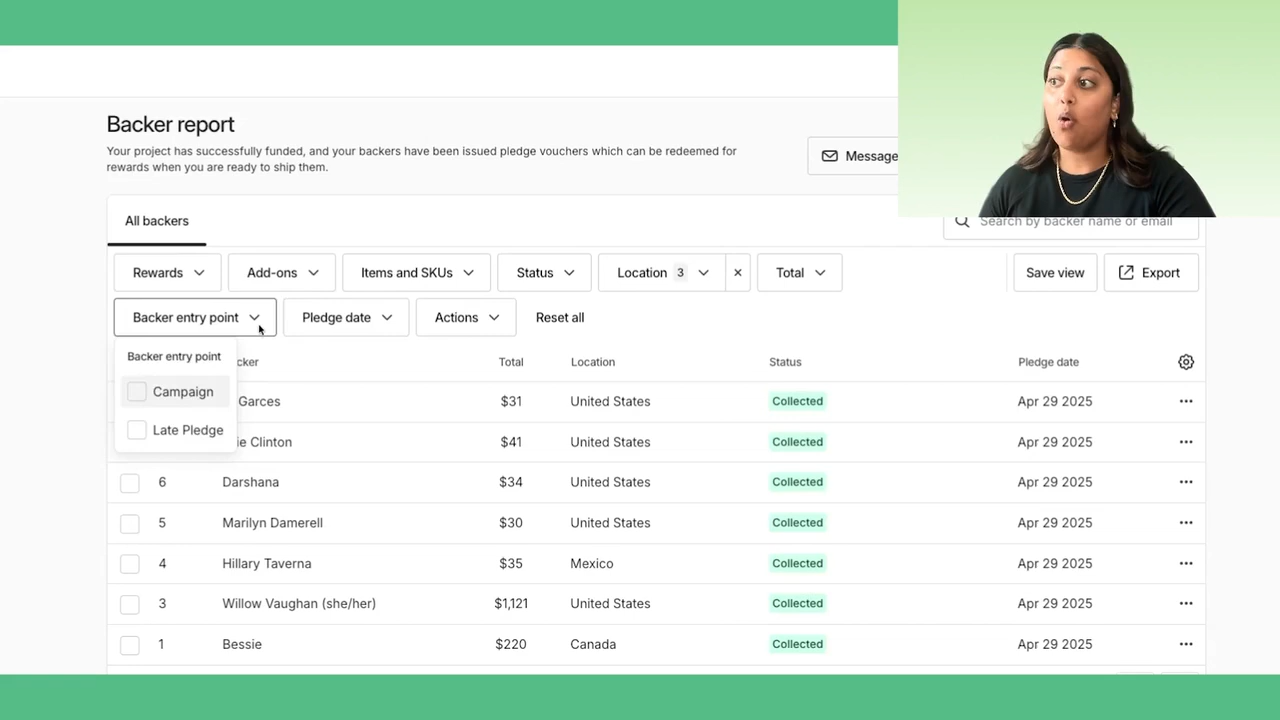 Backer report
Your project has successfully funded, and your backers have been issued pledge vouchers which can be redeemed for
rewards when you are ready to ship them.
Message
All backers
Search by backer name or email
Rewards Add-ons Items and SKUs Status Location 3 Total Save view Export
Backer entry point Pledge date Actions Reset all
Backer entry point
Campaign
Late Pledge
Total Location Status Pledge date
Garces $31 United States Collected Apr 29 2025
Clinton $41 United States Collected Apr 29 2025
6 Darshana $34 United States Collected Apr 29 2025
5 Marilyn Damerell $30 United States Collected Apr 29 2025
4 Hillary Taverna $35 Mexico Collected Apr 29 2025
3 Willow Vaughan (she/her) $1,121 United States Collected Apr 29 2025
1 Bessie $220 Canada Collected Apr 29 2025